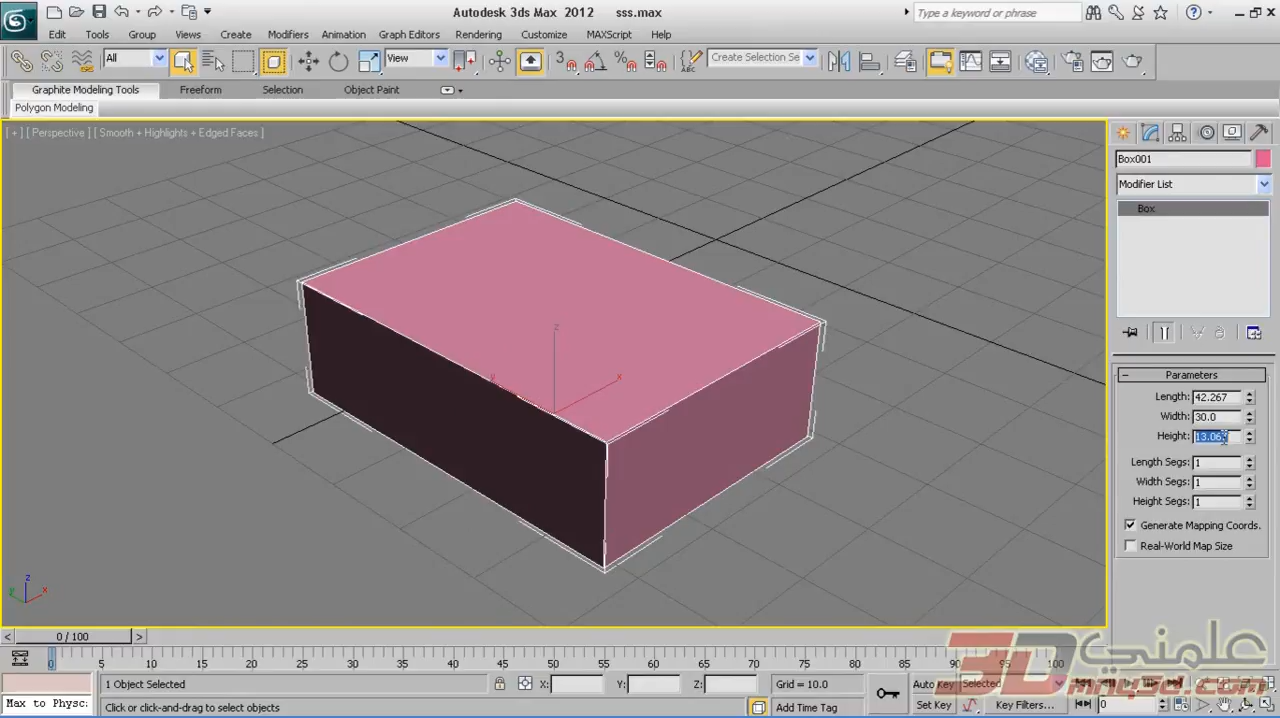 Autodesk 3ds Max 2012 sss.max
Type a keyword or phrase
Edit Tools Group Views Create Modifiers Animation Graph Editors Rendering Customize MAXScript Help
All
View
3
Create Selection Se
Graphite Modeling Tools Freeform Selection Object Paint
Polygon Modeling
[ + ] [ Perspective ] [ Smooth + Highlights + Edged Faces ]
Box001
Modifier List
Box
Parameters
Length: 42.267
Width: 30.0
Height:
Length Segs: 1
Width Segs: 1
Height Segs: 1
Generate Mapping Coords.
Real-World Map Size
z
y x
z
y x
< 0 / 100 >
0 5 10 15 20 25 30 35 40 45 50 55 60 65 70 75 80 85 90 95 100
علمني
3D
1 Object Selected X: Y: Z: Grid = 10.0 Auto Key Selected
Max to Physc: Click or click-and-drag to select objects Add Time Tag Set Key Key Filters... 0